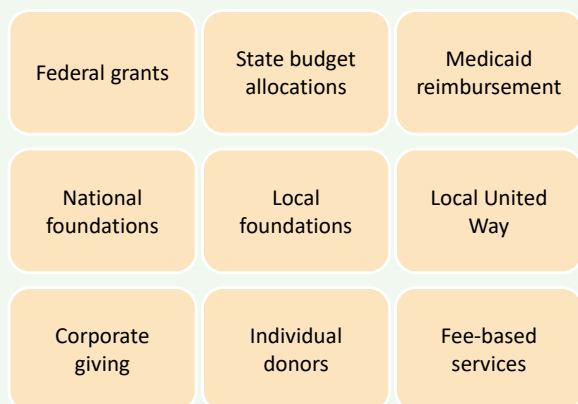 Federal grants
State budget
allocations
Medicaid
reimbursement
National
foundations
Local
foundations
Local United
Way
Corporate
giving
Individual
donors
Fee-based
services